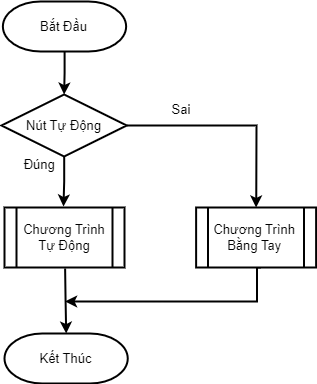 Bắt Đầu
Nút Tự Động
Sai
Đúng
Chương Trình
Tự Động
Chương Trình
Bằng Tay
Kết Thúc